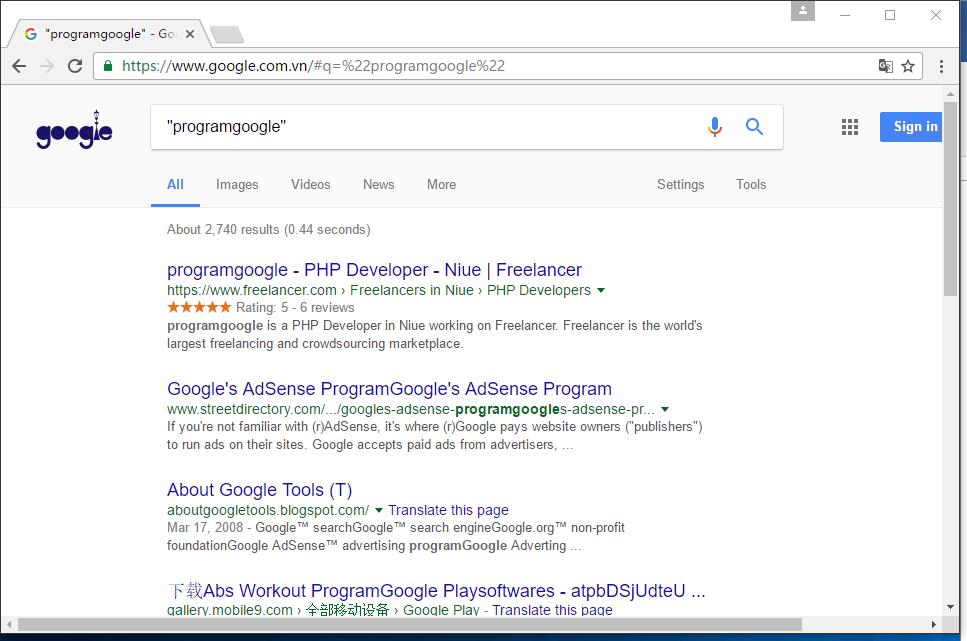 "programgoogle" - Go
https://www.google.com.vn/#q=%22programgoogle%22
google
"programgoogle"
Sign in
All Images Videos News More Settings Tools
About 2,740 results (0.44 seconds)
programgoogle - PHP Developer - Niue | Freelancer
https://www.freelancer.com › Freelancers in Niue › PHP Developers
Rating: 5 - 6 reviews
programgoogle is a PHP Developer in Niue working on Freelancer. Freelancer is the world's
largest freelancing and crowdsourcing marketplace.
Google's AdSense ProgramGoogle's AdSense Program
www.streetdirectory.com/.../googles-adsense-programgoogles-adsense-pr...
If you're not familiar with (r)AdSense, it's where (r)Google pays website owners ("publishers")
to run ads on their sites. Google accepts paid ads from advertisers, ...
About Google Tools (T)
aboutgoogletools.blogspot.com/ Translate this page
Mar 17, 2008 - Google™ searchGoogle™ search engineGoogle.org™ non-profit
foundationGoogle AdSense™ advertising programGoogle Adverting ...
下载Abs Workout ProgramGoogle Playsoftwares - atpbDSjUdteU ...
gallery.mobile9.com › 全部移动设备 › Google Play - Translate this page